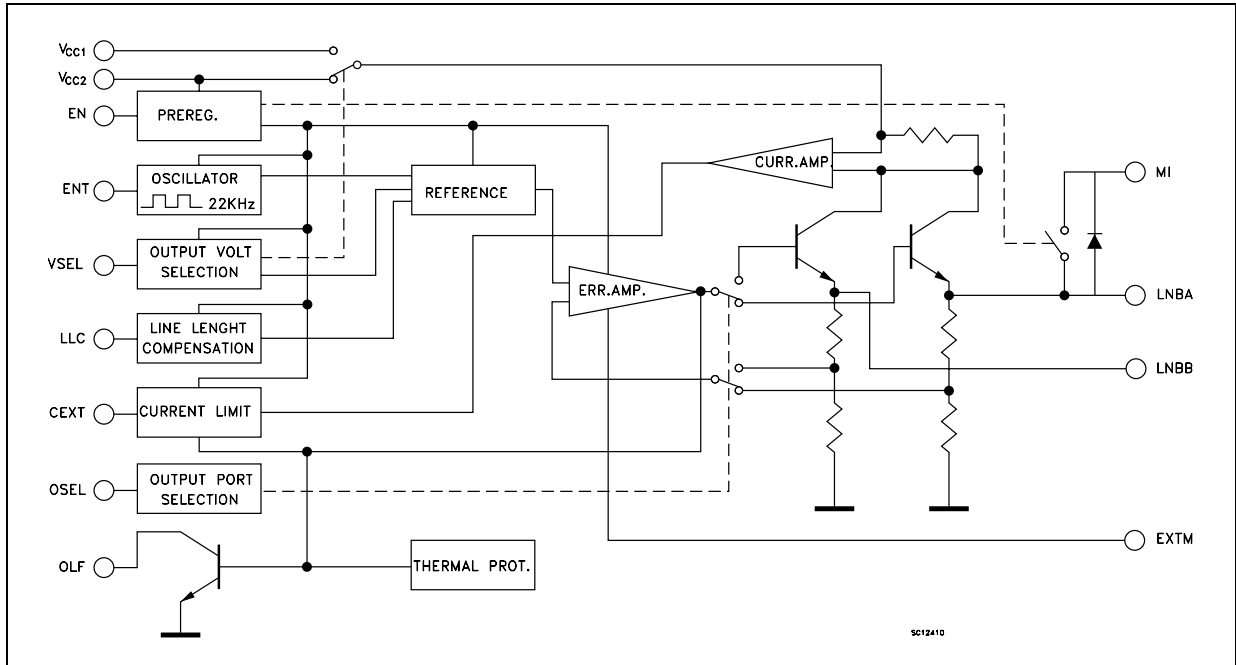 VCC1
VCC2
EN
PREREG.
ENT
OSCILLATOR
22KHz
REFERENCE
CURR.AMP.
MI
VSEL
OUTPUT VOLT
SELECTION
ERR.AMP.
LNBA
LLC
LINE LENGHT
COMPENSATION
LNBB
CEXT
CURRENT LIMIT
OSEL
OUTPUT PORT
SELECTION
OLF
THERMAL PROT.
EXTM
SC12410